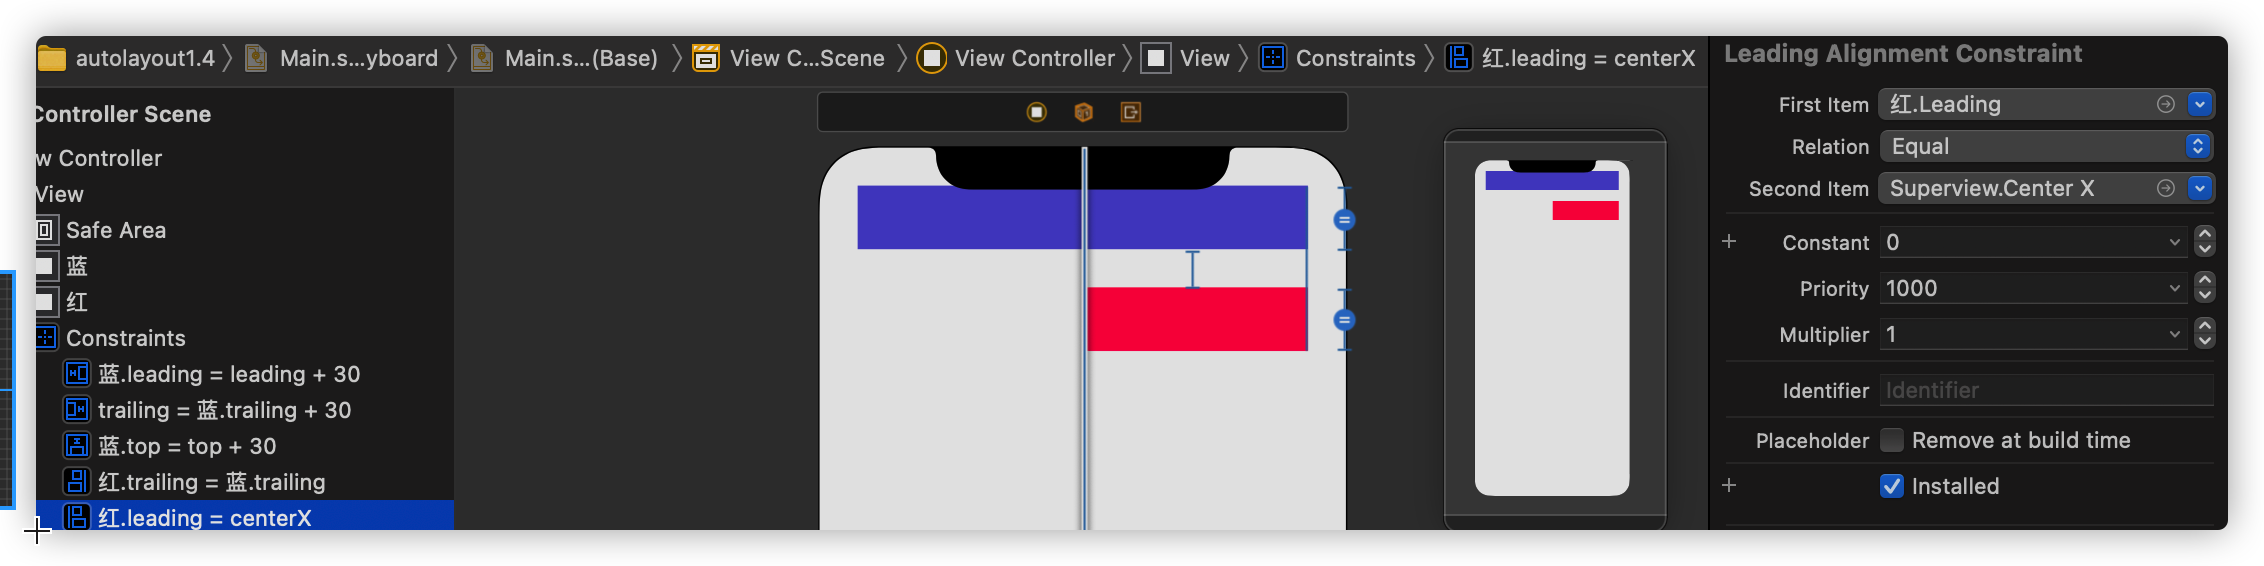 autolayout1.4 Main.s...yboard Main.s...(Base) View C...Scene View Controller View Constraints 红.leading = centerX
Controller Scene
w Controller
View
Safe Area
蓝
红
Constraints
蓝.leading = leading + 30
trailing = 蓝.trailing + 30
蓝.top = top + 30
红.trailing = 蓝.trailing
红.leading = centerX
Leading Alignment Constraint
First Item 红.Leading
Relation Equal
Second Item Superview.Center X
+ Constant 0
Priority 1000
Multiplier 1
Identifier Identifier
Placeholder Remove at build time
+ Installed